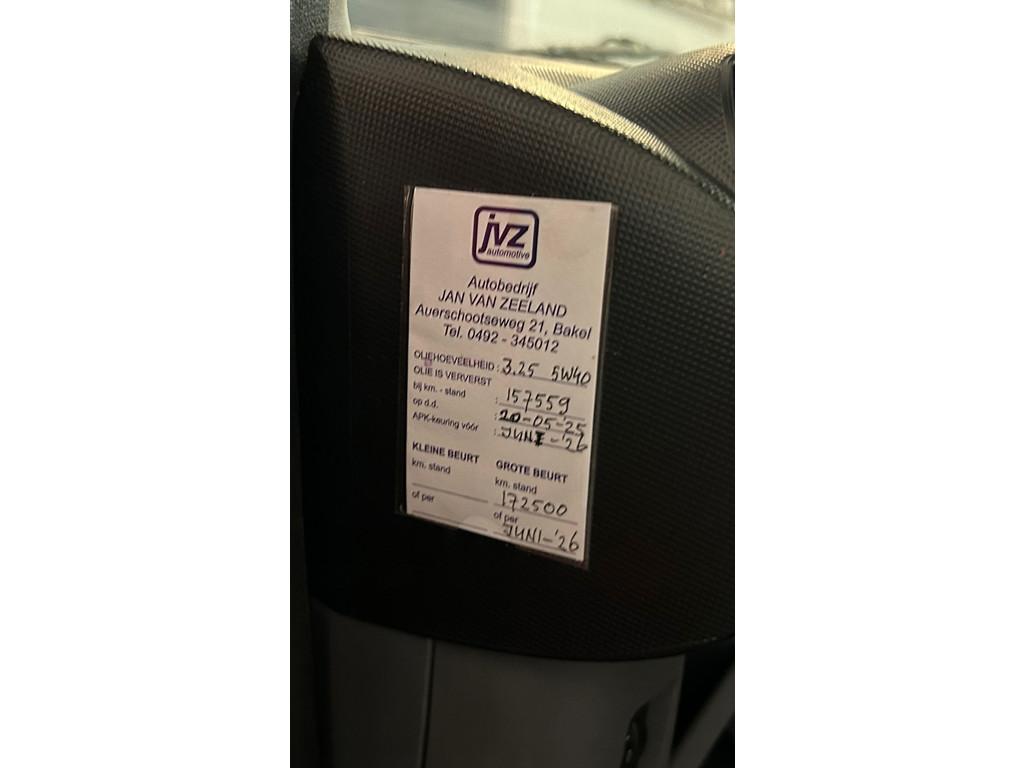 jvz
automotive
Autobedrijf
JAN VAN ZEELAND
Auerschootseweg 21, Bakel
Tel. 0492 - 345012
OLIEHOEVEELHEID : 3.25 5W40
OLIE IS VERVERST
bij km. - stand : 157559
op d.d. : 20-05-25
APK-keuring vóór : JUNI-'26
KLEINE BEURT GROTE BEURT
km. stand km. stand
172500
of per of per
JUNI-'26